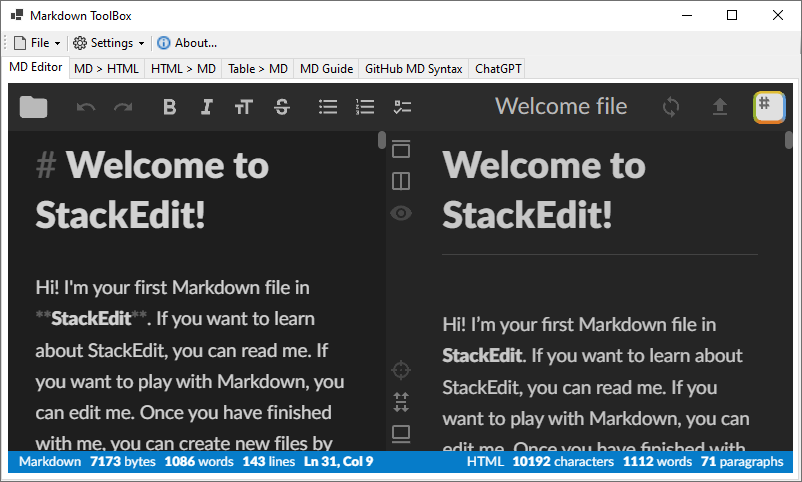 Markdown ToolBox
File Settings About...
MD Editor MD > HTML HTML > MD Table > MD MD Guide GitHub MD Syntax ChatGPT
B I TT S Welcome file #
# Welcome to
StackEdit!
Hi! I'm your first Markdown file in
**StackEdit**. If you want to learn
about StackEdit, you can read me. If
you want to play with Markdown, you
can edit me. Once you have finished
with me, you can create new files by
Welcome to
StackEdit!
Hi! I’m your first Markdown file in
StackEdit. If you want to learn about
StackEdit, you can read me. If you
want to play with Markdown, you can
edit me. Once you have finished with
Markdown 7173 bytes 1086 words 143 lines Ln 31, Col 9
HTML 10192 characters 1112 words 71 paragraphs